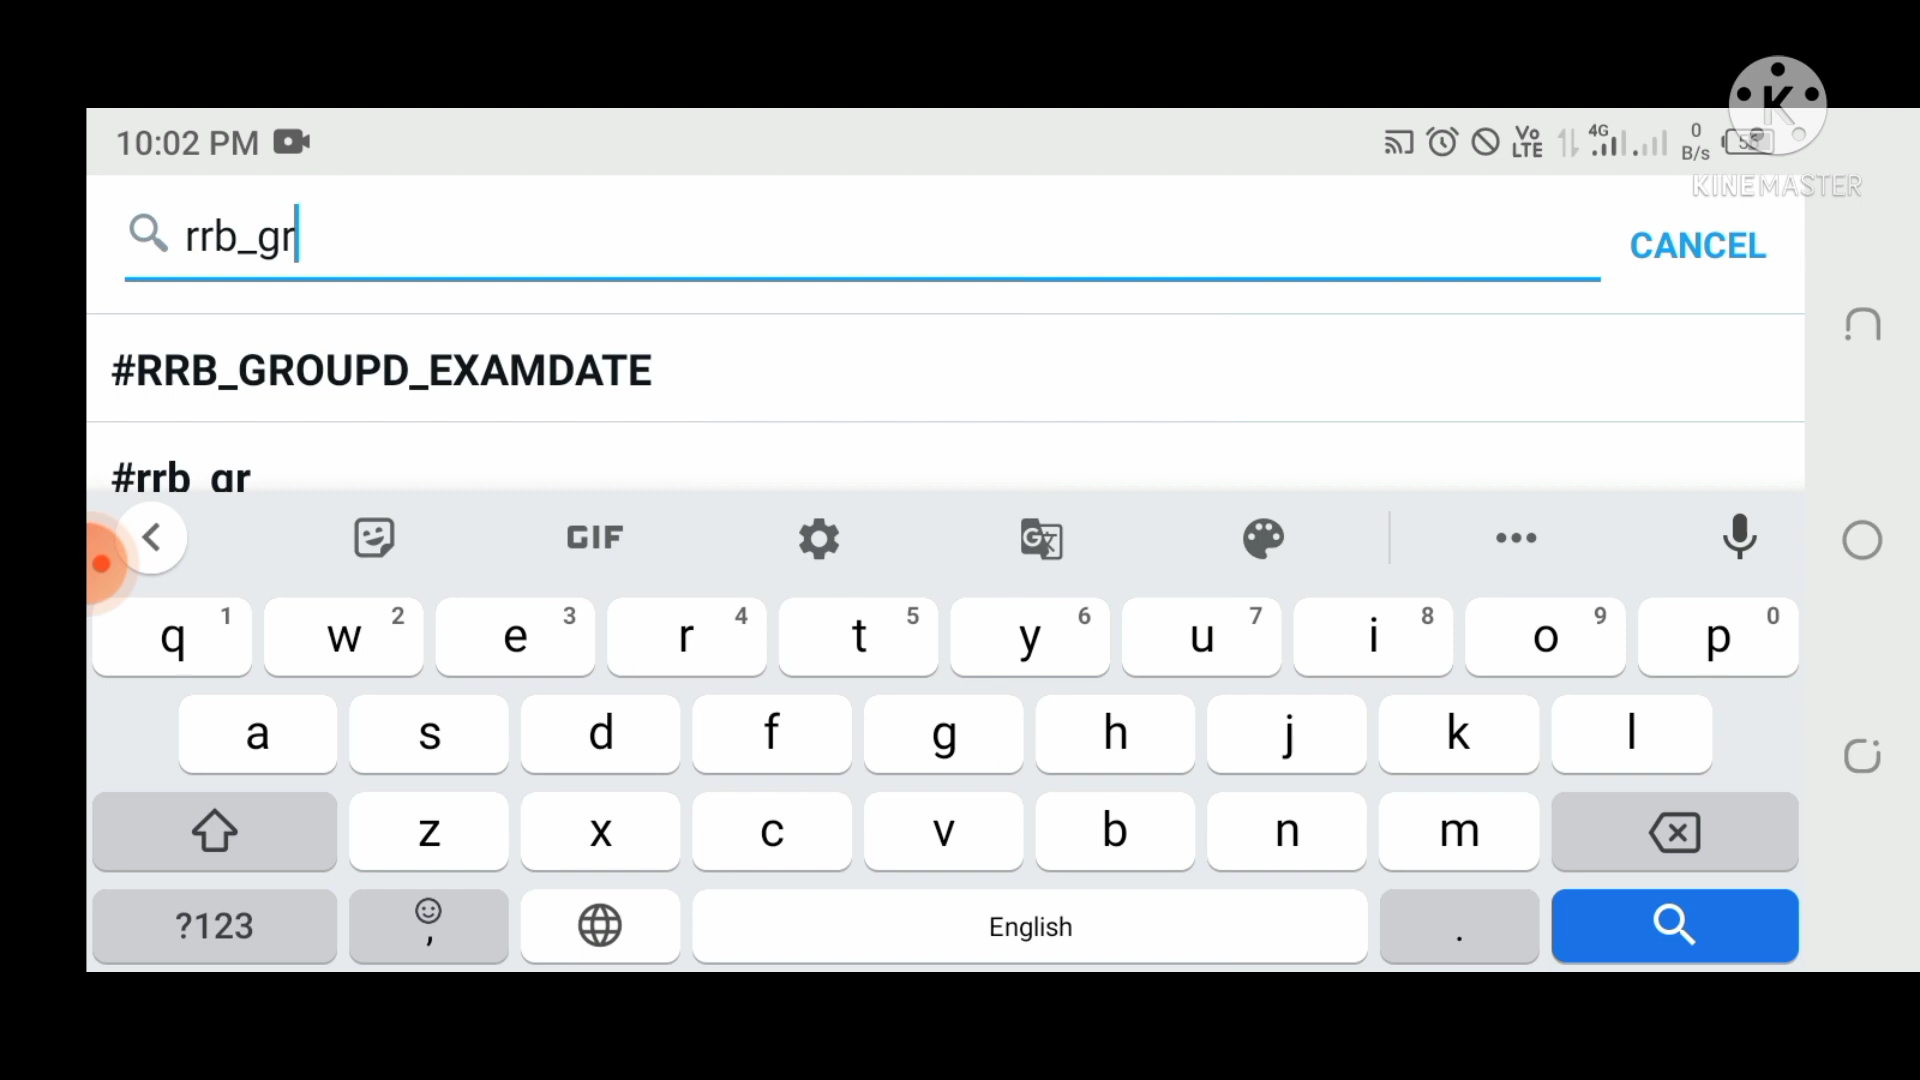 10:02 PM
Vo
LTE
4G
0
B/s
K
KINEMASTER
rrb_gr
CANCEL
#RRB_GROUPD_EXAMDATE
#rrb_gr
GIF
G
q 1 w 2 e 3 r 4 t 5 y 6 u 7 i 8 o 9 p 0
a s d f g h j k l
z x c v b n m
?123 , English .